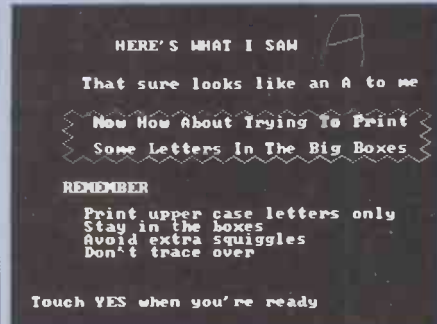 HERE'S WHAT I SAW
A
That sure looks like an A to me
Now How About Trying To Print
Some Letters In The Big Boxes
REMEMBER
Print upper case letters only
Stay in the boxes
Avoid extra squiggles
Don't trace over
Touch YES when you're ready